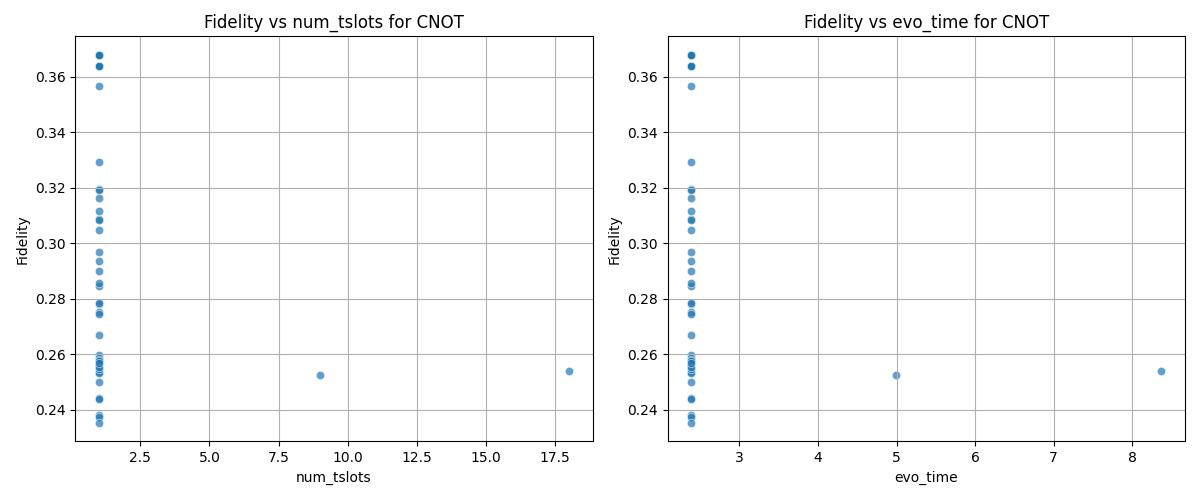 Fidelity vs num_tslots for CNOT
Fidelity
0.36
0.34
0.32
0.30
0.28
0.26
0.24
2.5 5.0 7.5 10.0 12.5 15.0 17.5
num_tslots
Fidelity vs evo_time for CNOT
Fidelity
0.36
0.34
0.32
0.30
0.28
0.26
0.24
3 4 5 6 7 8
evo_time